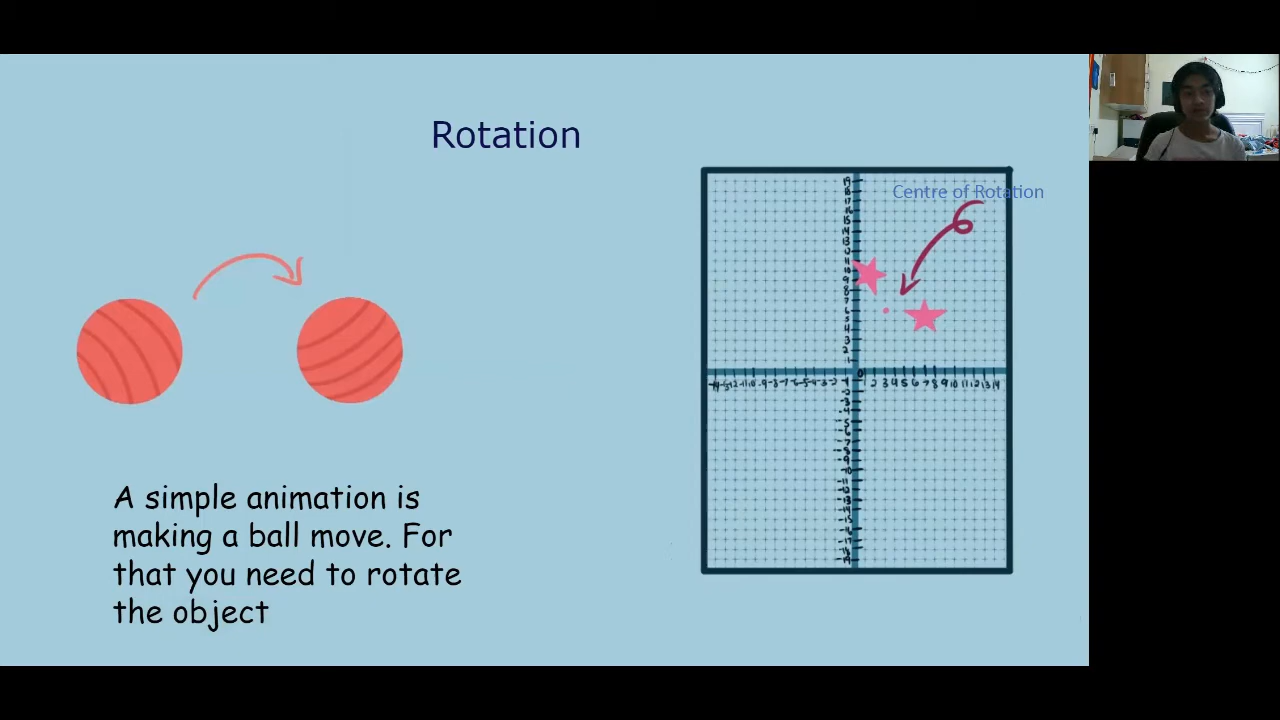 Rotation
Centre of Rotation
A simple animation is
making a ball move. For
that you need to rotate
the object